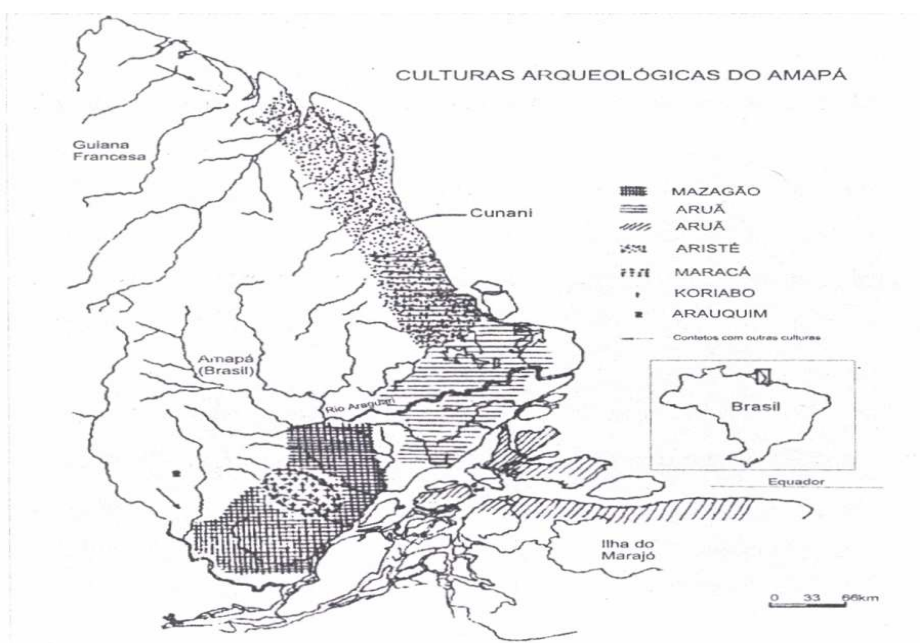 CULTURAS ARQUEOLÓGICAS DO AMAPÁ
Guiana
Francesa
Cunani
MAZAGÃO
ARUÃ
ARUÃ
ARISTÉ
MARACÁ
KORIABO
ARAUQUIM
Contatos com outras culturas
Amapá
(Brasil)
Rio Araguari
Brasil
Equador
Ilha do
Marajó
0 33 66km